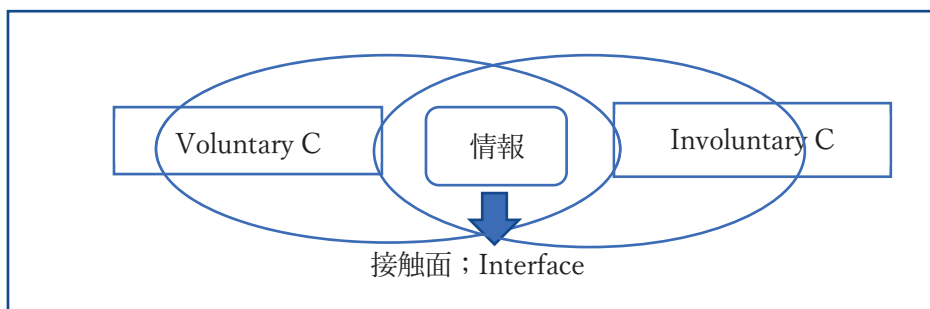 Voluntary C
情報
Involuntary C
接触面；Interface